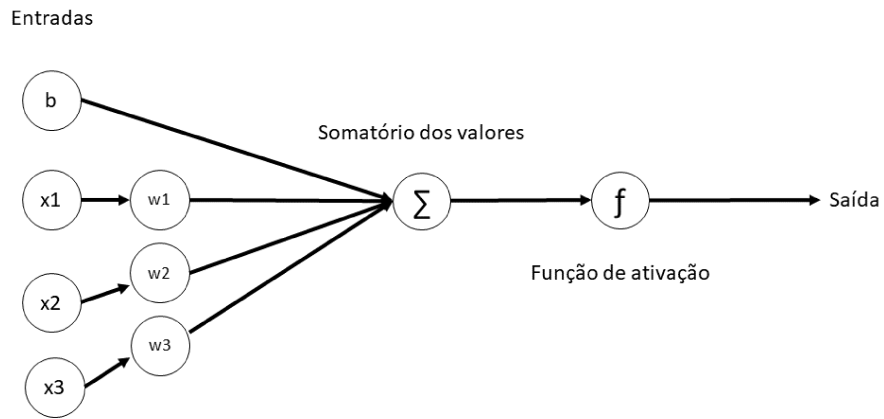 Entradas
b
Somatório dos valores
x1
w1
∑
ƒ
Saída
w2
Função de ativação
x2
w3
x3